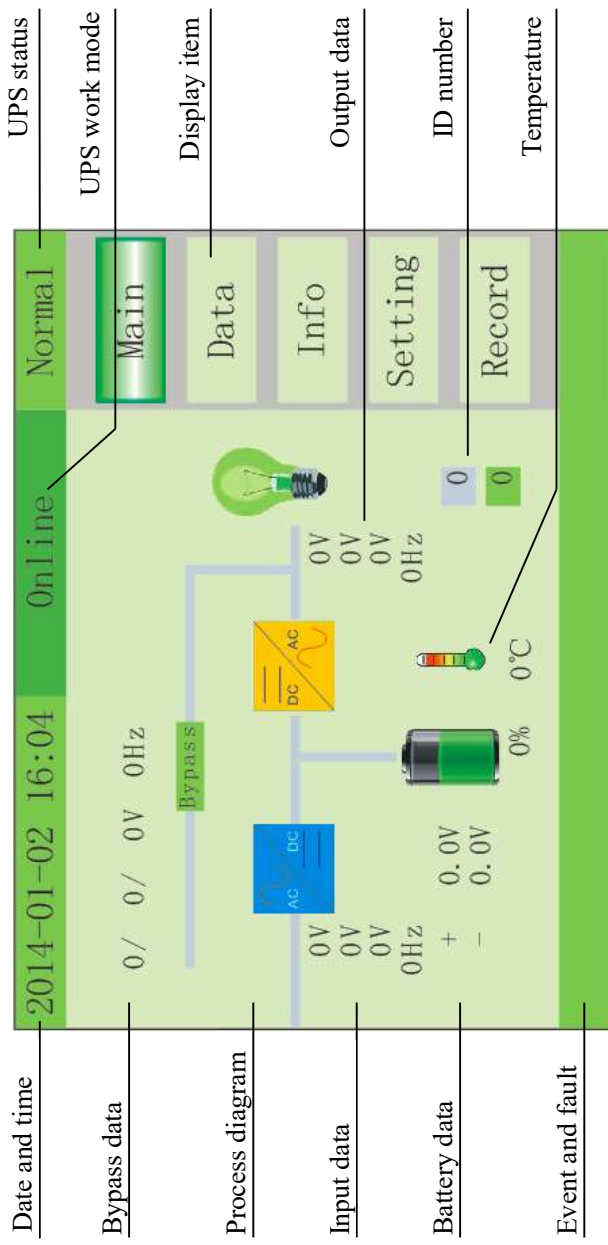 UPS status
UPS work mode
Display item
Output data
ID number
Temperature
2014-01-02 16:04
Online
Normal
0/ 0/ 0V 0Hz
Bypass
Main
Data
Info
Setting
Record
AC
DC
DC
AC
0V
0V
0V
0Hz
0V
0V
0V
0Hz
+ 0.0V
- 0.0V
0%
0℃
0
0
Date and time
Bypass data
Process diagram
Input data
Battery data
Event and fault